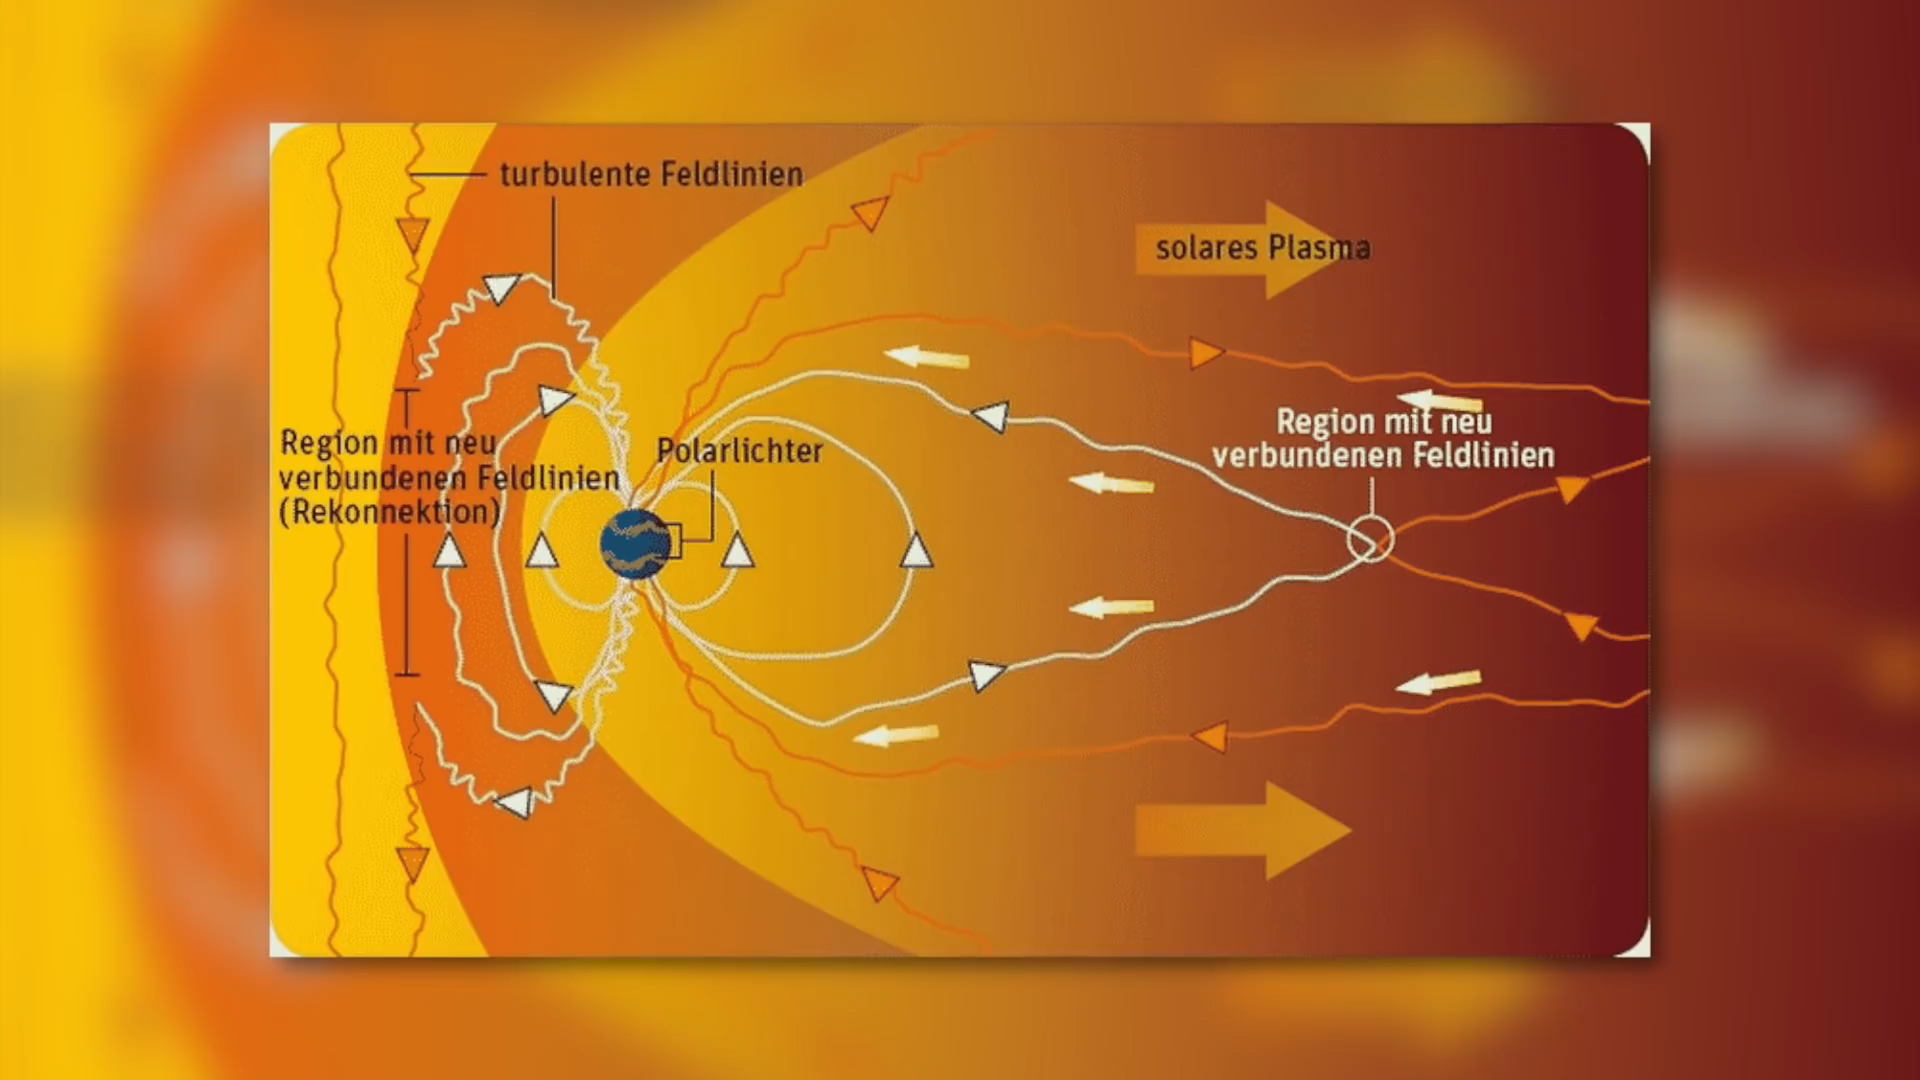 turbulente Feldlinien
solares Plasma
Region mit neu
verbundenen Feldlinien
(Rekonnektion)
Polarlichter
Region mit neu
verbundenen Feldlinien